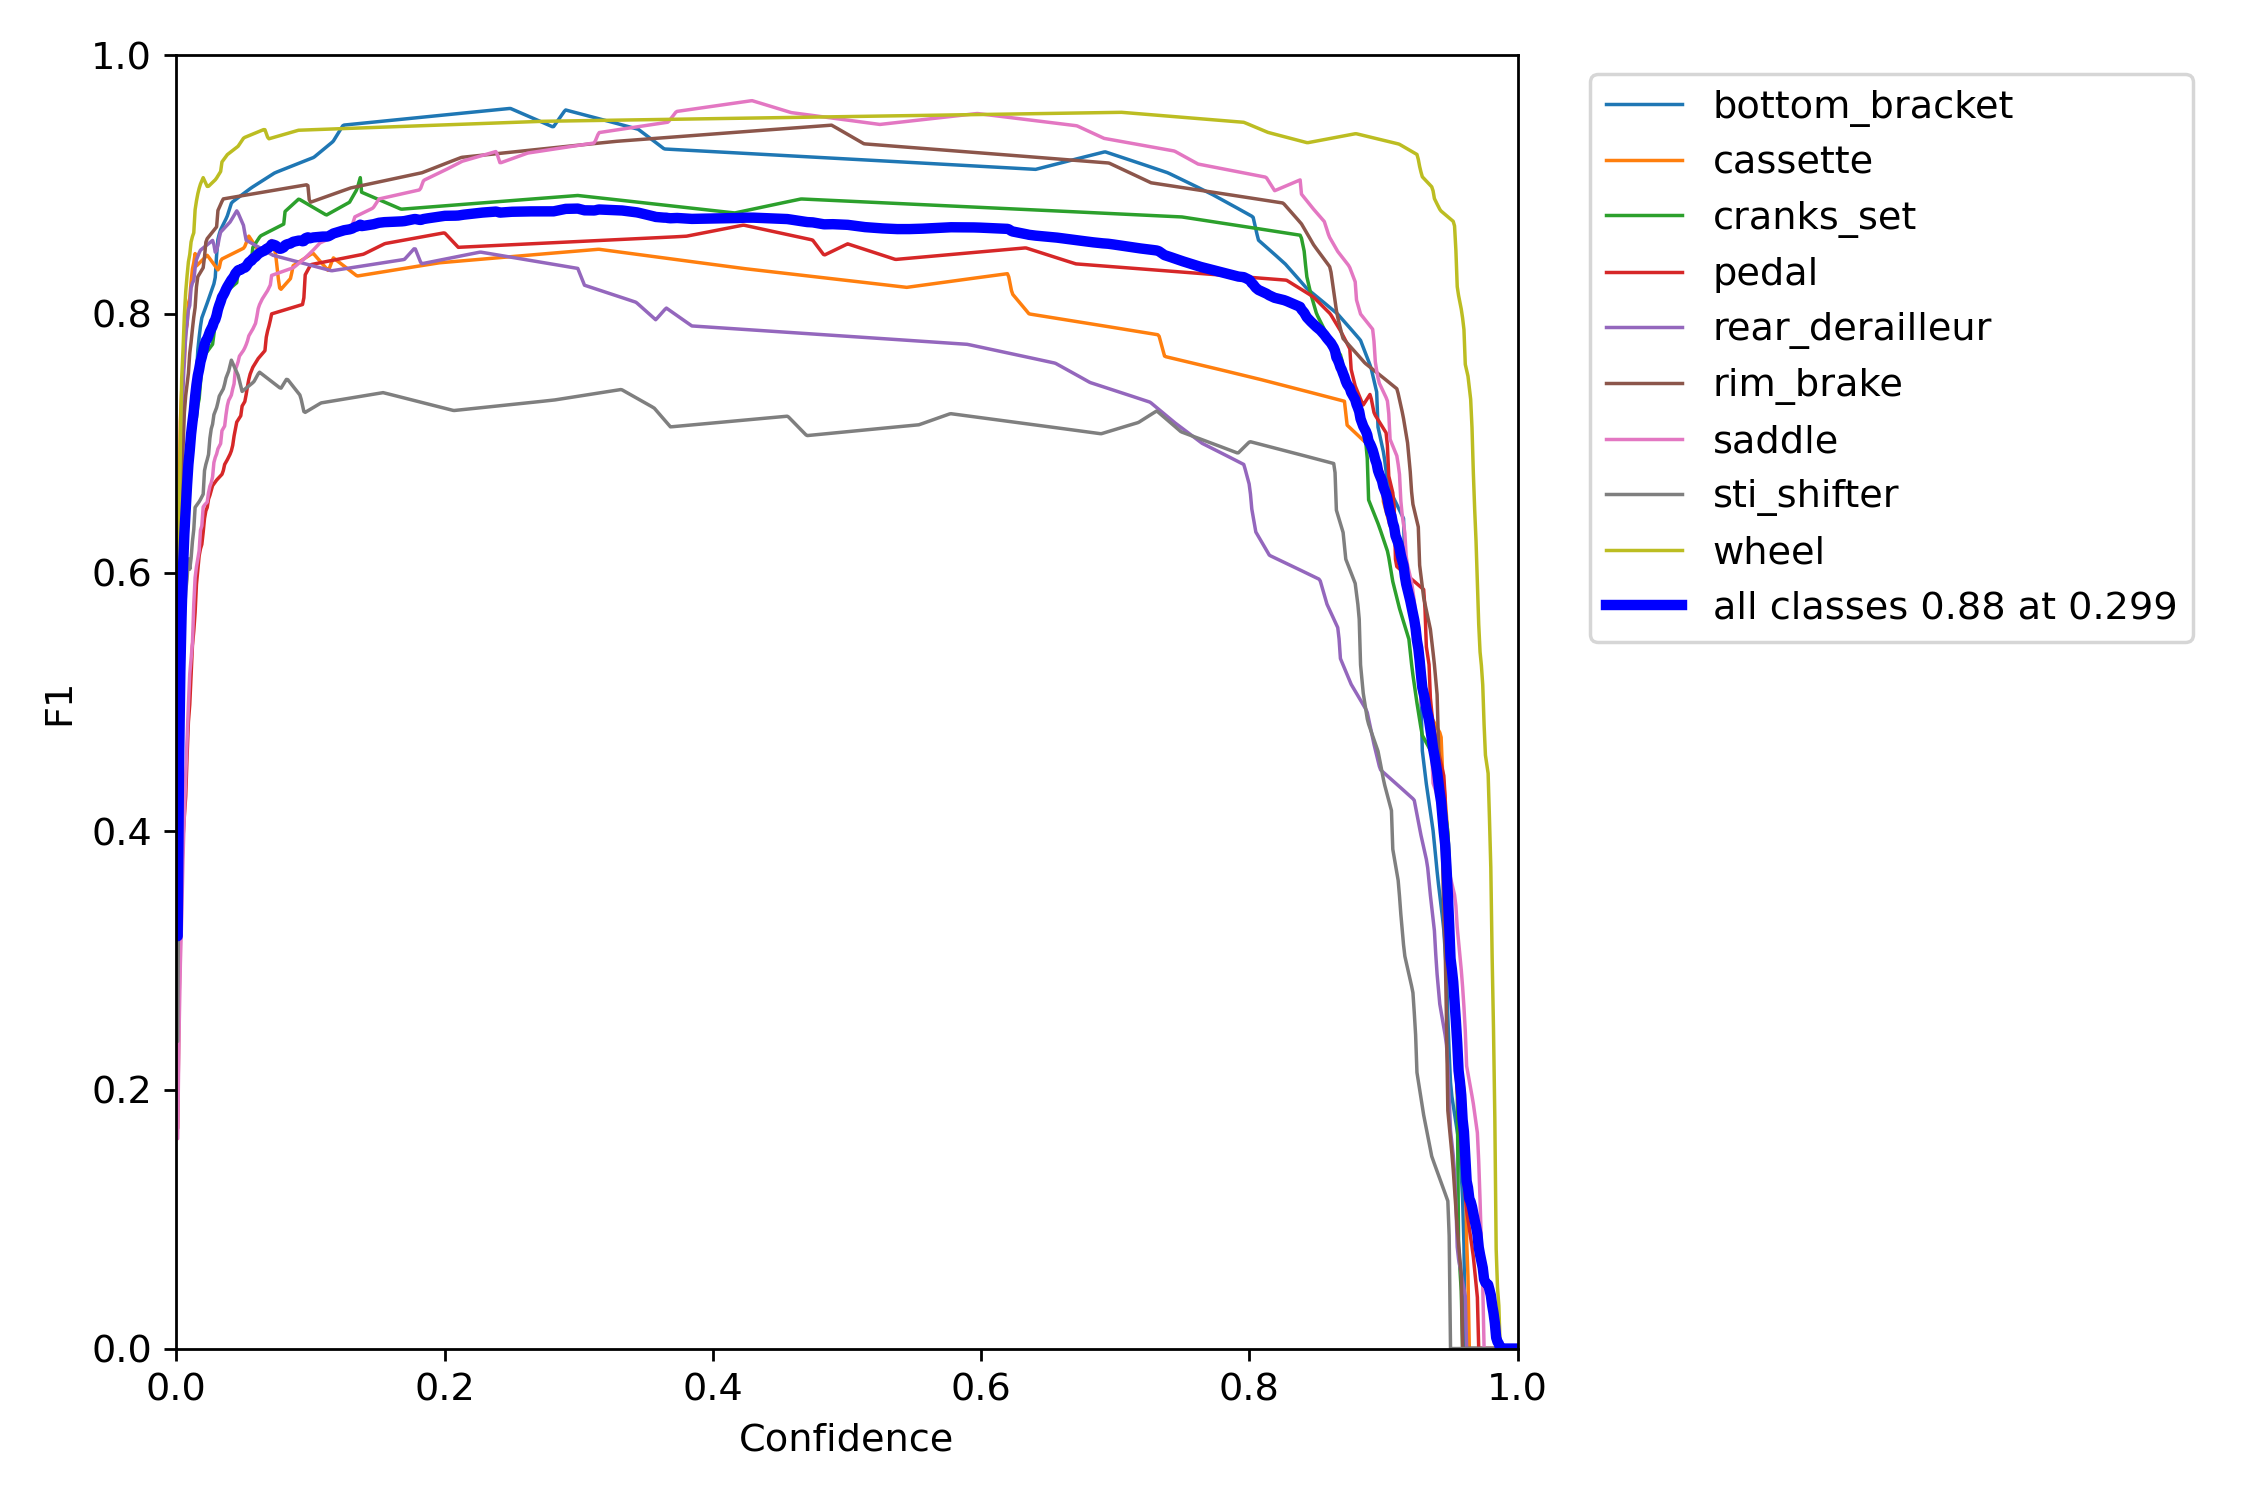 1.0
0.8
0.6
0.4
0.2
0.0
F1
0.0 0.2 0.4 0.6 0.8 1.0
Confidence
bottom_bracket
cassette
cranks_set
pedal
rear_derailleur
rim_brake
saddle
sti_shifter
wheel
all classes 0.88 at 0.299